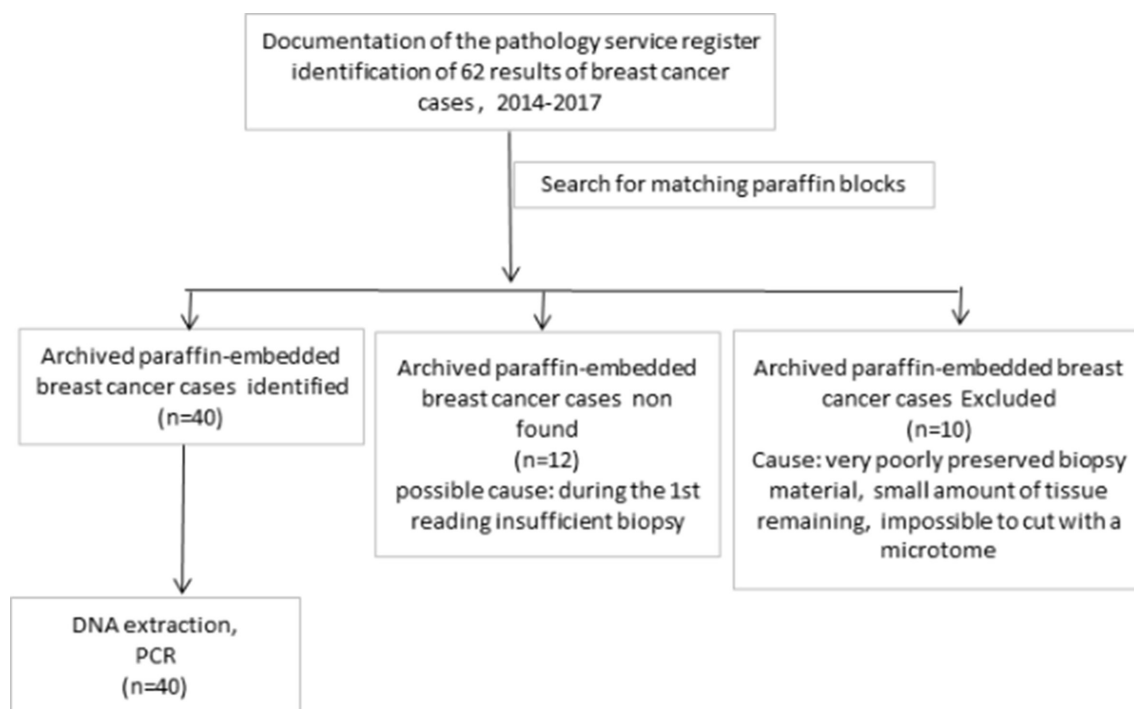 Documentation of the pathology service register
identification of 62 results of breast cancer
cases, 2014-2017
Search for matching paraffin blocks
Archived paraffin-embedded
breast cancer cases identified
(n=40)
Archived paraffin-embedded
breast cancer cases non
found
(n=12)
possible cause: during the 1st
reading insufficient biopsy
Archived paraffin-embedded breast
cancer cases Excluded
(n=10)
Cause: very poorly preserved biopsy
material, small amount of tissue
remaining, impossible to cut with a
microtome
DNA extraction,
PCR
(n=40)